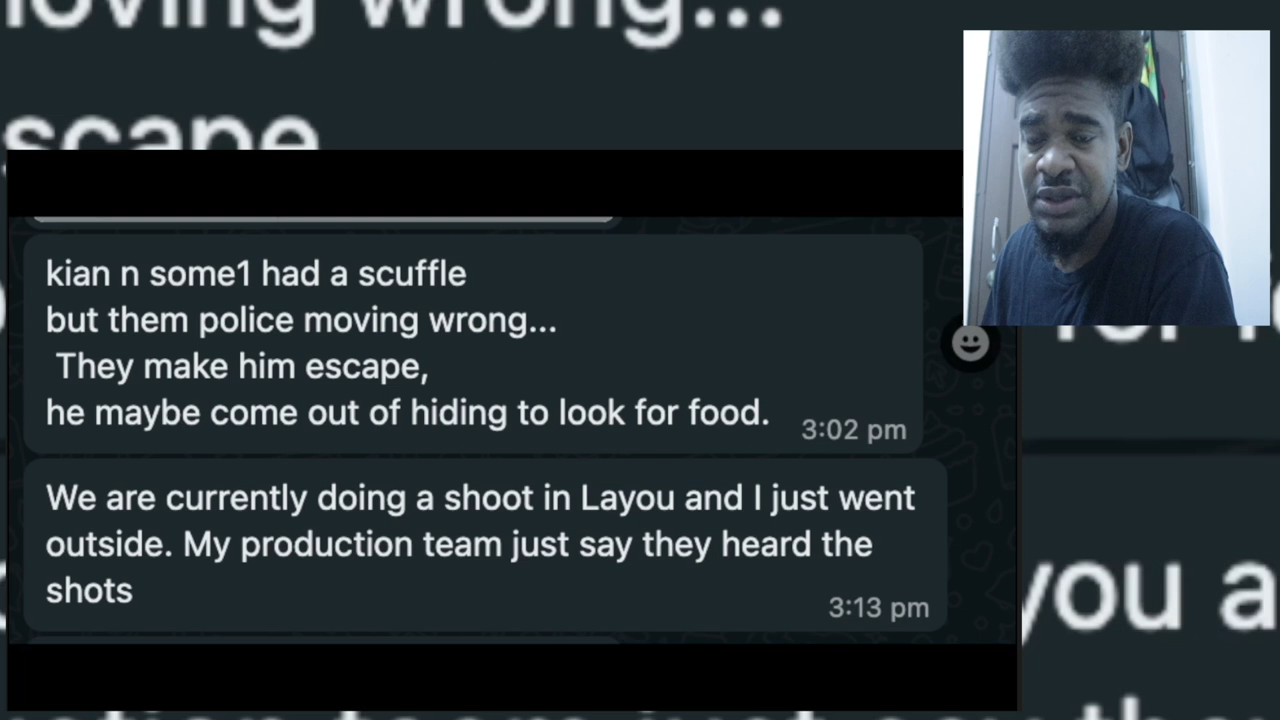 moving wrong...
scape
kian n some1 had a scuffle
but them police moving wrong...
They make him escape,
he maybe come out of hiding to look for food.
3:02 pm
We are currently doing a shoot in Layou and I just went
outside. My production team just say they heard the
shots
3:13 pm
you a